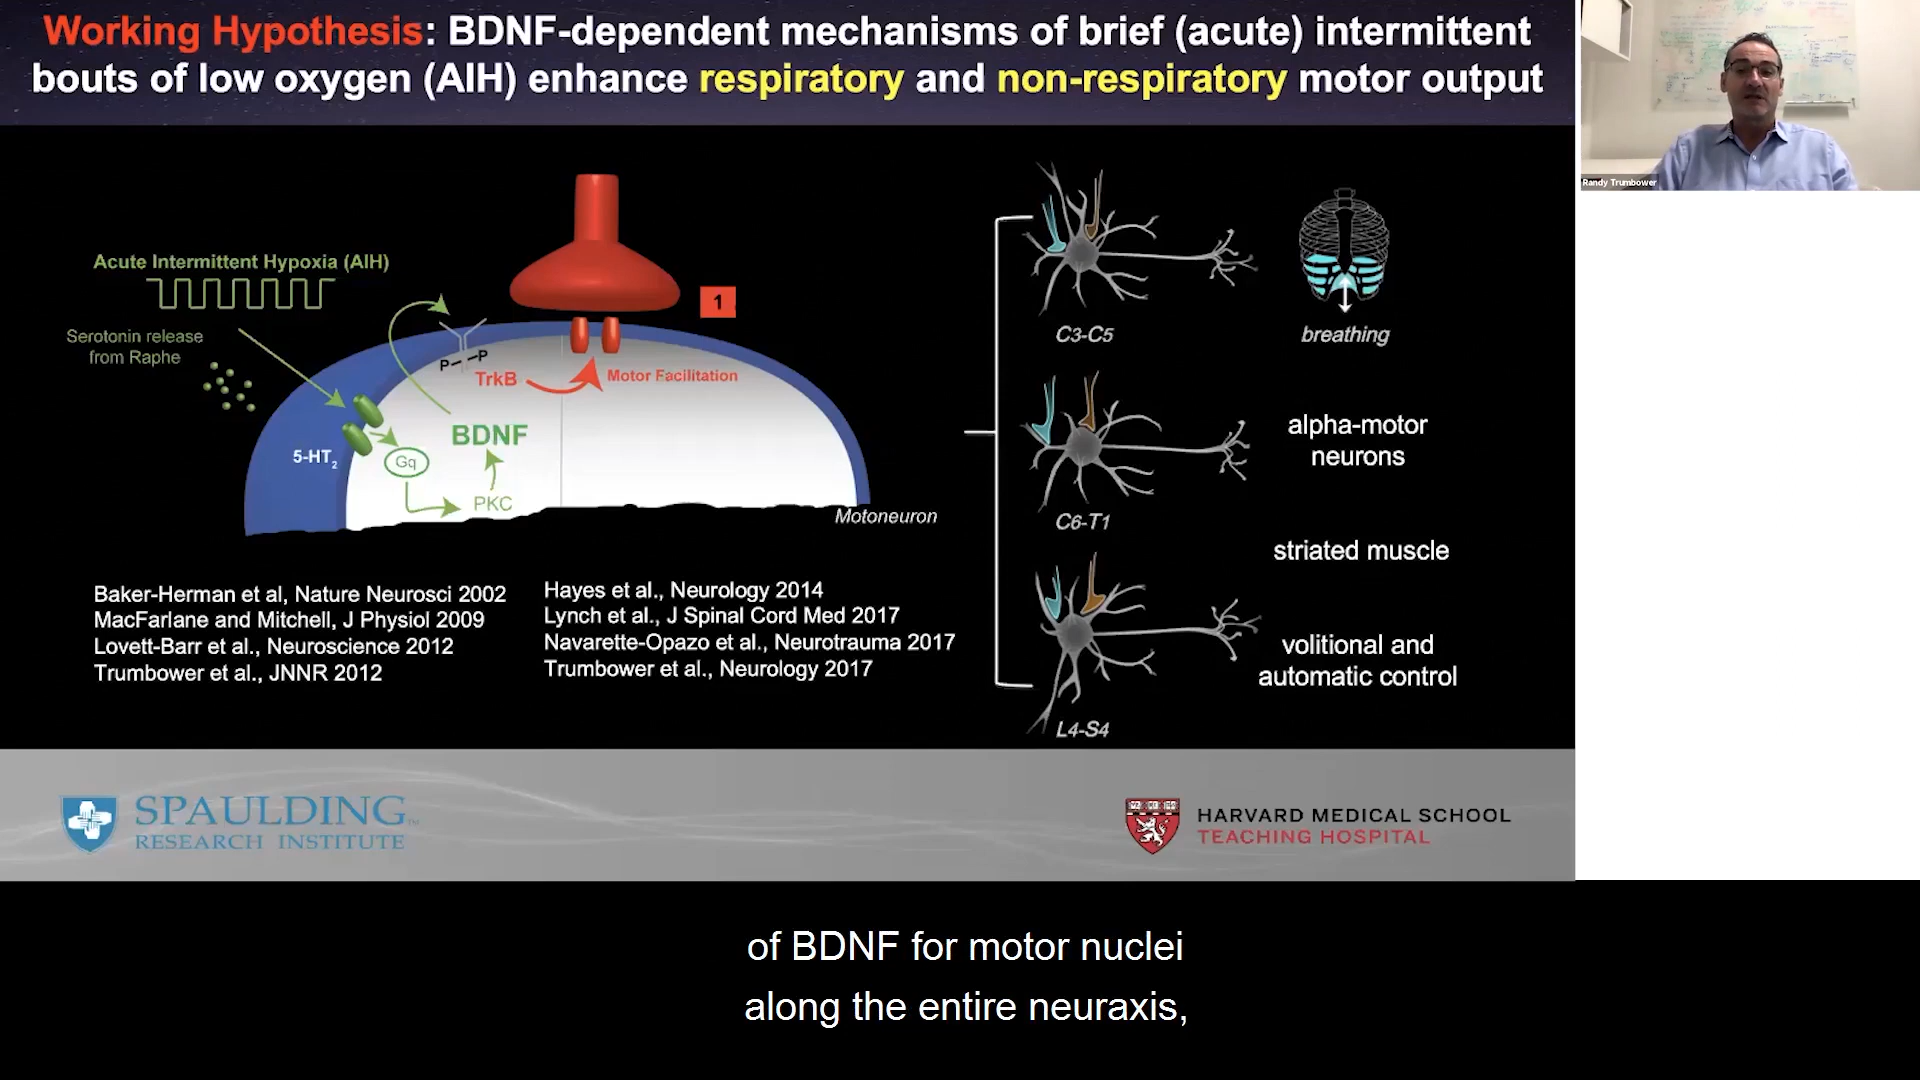 Working Hypothesis: BDNF-dependent mechanisms of brief (acute) intermittent
bouts of low oxygen (AIH) enhance respiratory and non-respiratory motor output
Randy Trumbower
Acute Intermittent Hypoxia (AIH)
Serotonin release
from Raphe
1
P
P
TrkB
Motor Facilitation
BDNF
5-HT2
Gq
PKC
Motoneuron
C3-C5
breathing
C6-T1
alpha-motor
neurons
striated muscle
L4-S4
volitional and
automatic control
Baker-Herman et al, Nature Neurosci 2002
MacFarlane and Mitchell, J Physiol 2009
Lovett-Barr et al., Neuroscience 2012
Trumbower et al., JNNR 2012
Hayes et al., Neurology 2014
Lynch et al., J Spinal Cord Med 2017
Navarette-Opazo et al., Neurotrauma 2017
Trumbower et al., Neurology 2017
SPAULDING
RESEARCH INSTITUTE
HARVARD MEDICAL SCHOOL
TEACHING HOSPITAL
of BDNF for motor nuclei
along the entire neuraxis,